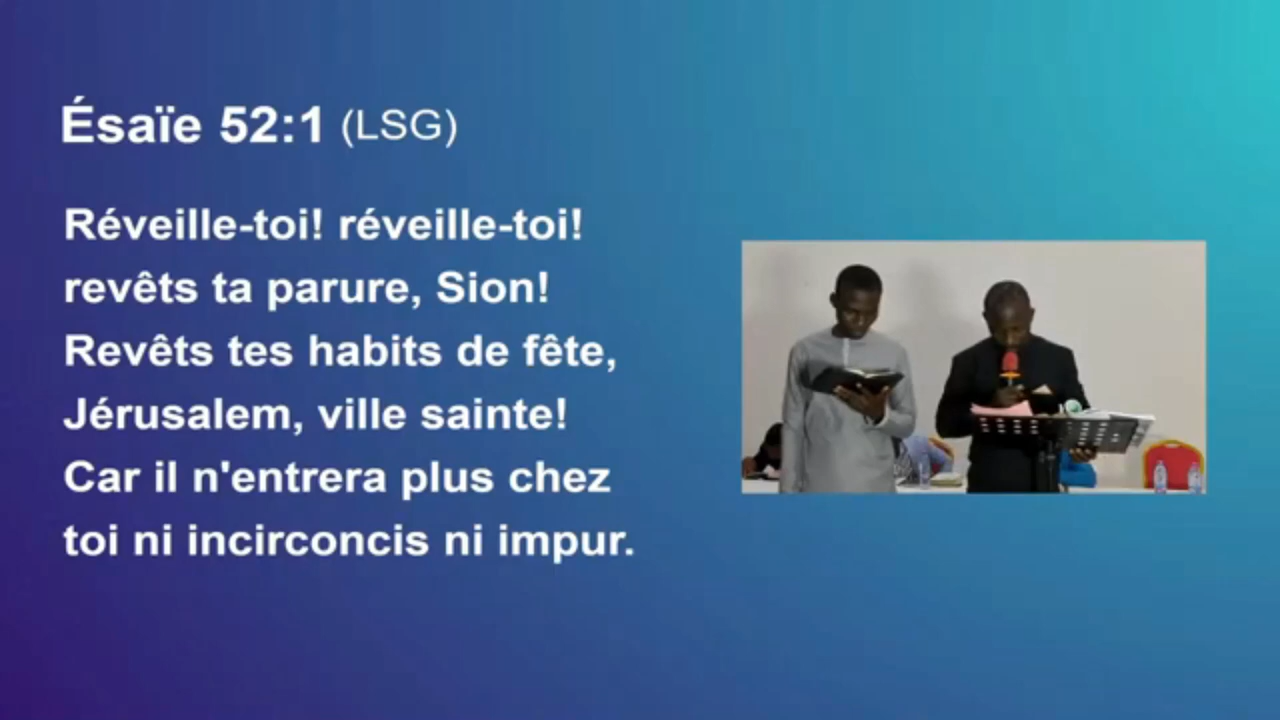 Ésaïe 52:1 (LSG)
Réveille-toi! réveille-toi!
revêts ta parure, Sion!
Revêts tes habits de fête,
Jérusalem, ville sainte!
Car il n'entrera plus chez
toi ni incirconcis ni impur.